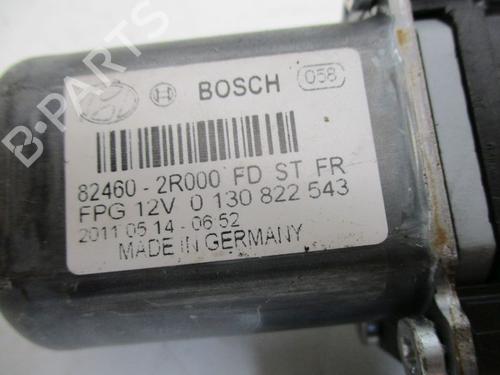 BOSCH 058
82460 - 2R000 FD ST FR
FPG 12V 0 130 822 543
2011 05 14 - 06:52
MADE IN GERMANY
B-PARTS